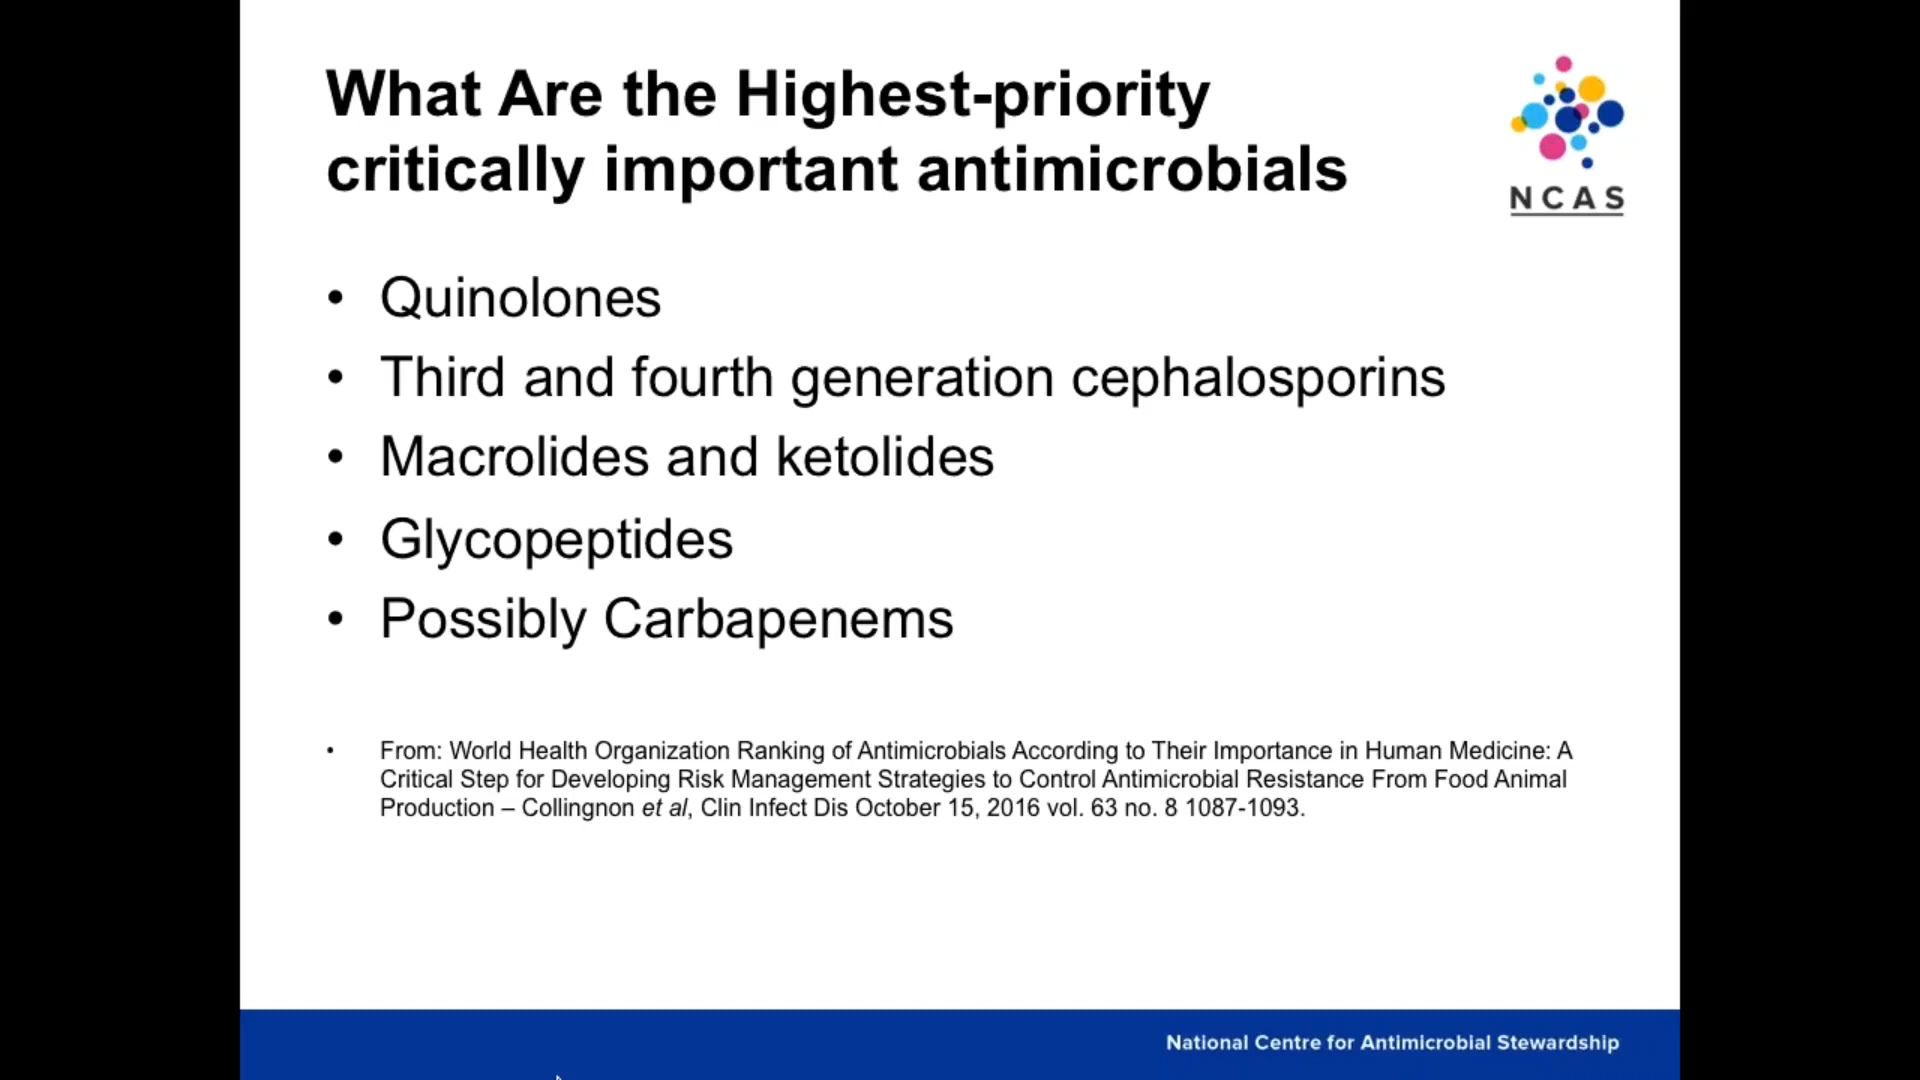 What Are the Highest-priority
critically important antimicrobials
NCAS
• Quinolones
• Third and fourth generation cephalosporins
• Macrolides and ketolides
• Glycopeptides
• Possibly Carbapenems
• From: World Health Organization Ranking of Antimicrobials According to Their Importance in Human Medicine: A
Critical Step for Developing Risk Management Strategies to Control Antimicrobial Resistance From Food Animal
Production – Collingnon et al, Clin Infect Dis October 15, 2016 vol. 63 no. 8 1087-1093.
National Centre for Antimicrobial Stewardship